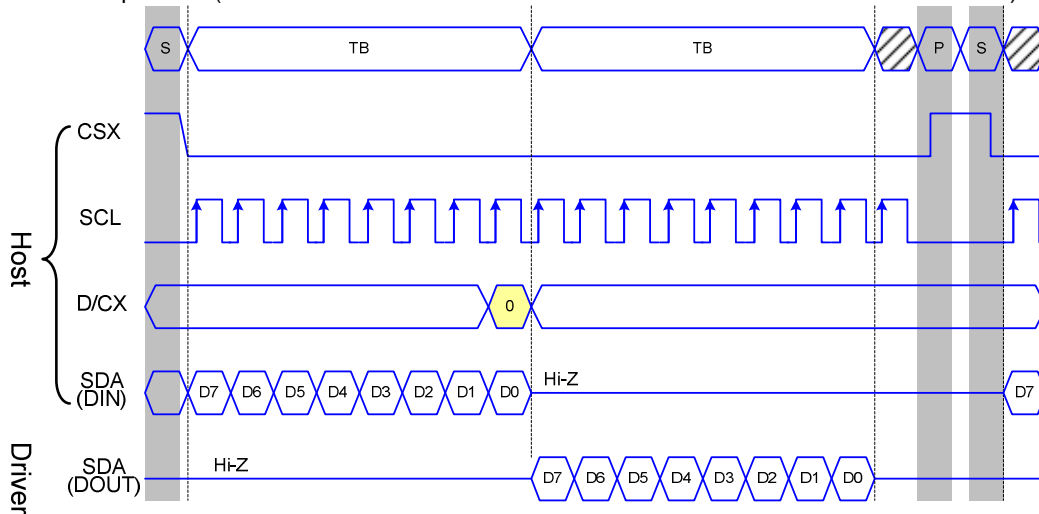 S TB TB P S
CSX
SCL
D/CX 0
SDA
(DIN) D7 D6 D5 D4 D3 D2 D1 D0 Hi-Z D7
Host
SDA
(DOUT) Hi-Z D7 D6 D5 D4 D3 D2 D1 D0
Driver